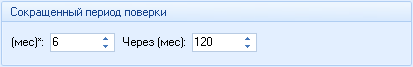 Сокращенный период поверки
(мес)*: 6 Через (мес): 120